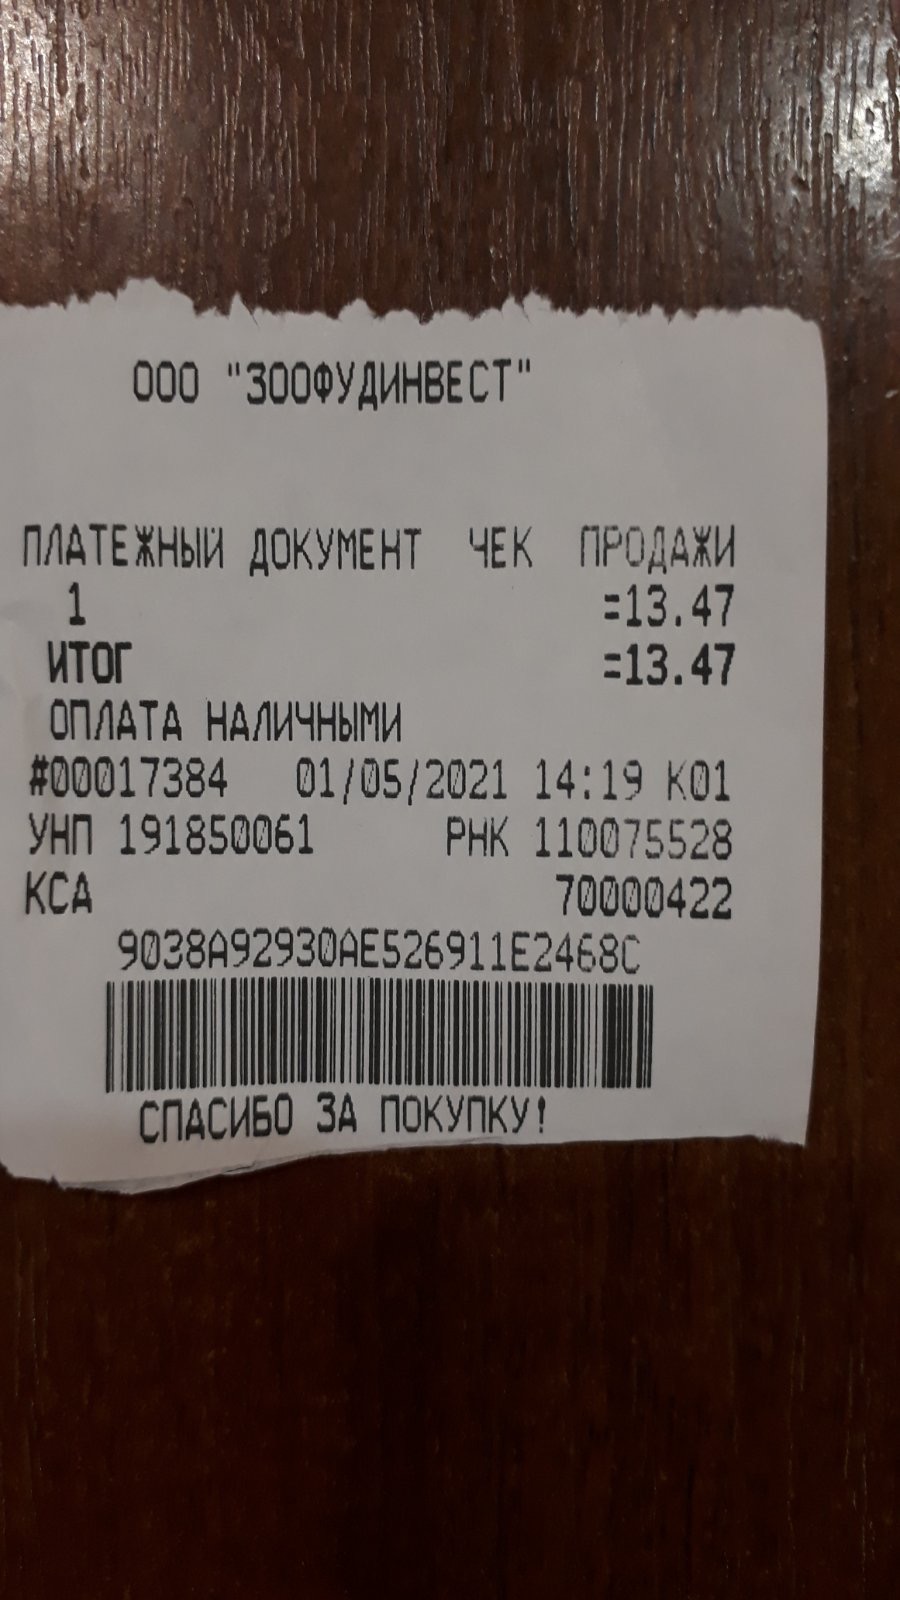 ООО "ЗООФУДИНВЕСТ"
ПЛАТЕЖНЫЙ ДОКУМЕНТ ЧЕК ПРОДАЖИ
1 =13.47
ИТОГ =13.47
ОПЛАТА НАЛИЧНЫМИ
#00017384 01/05/2021 14:19 К01
УНП 191850061 РНК 110075528
КСА 70000422
9038A92930AE526911E2468C
СПАСИБО ЗА ПОКУПКУ!